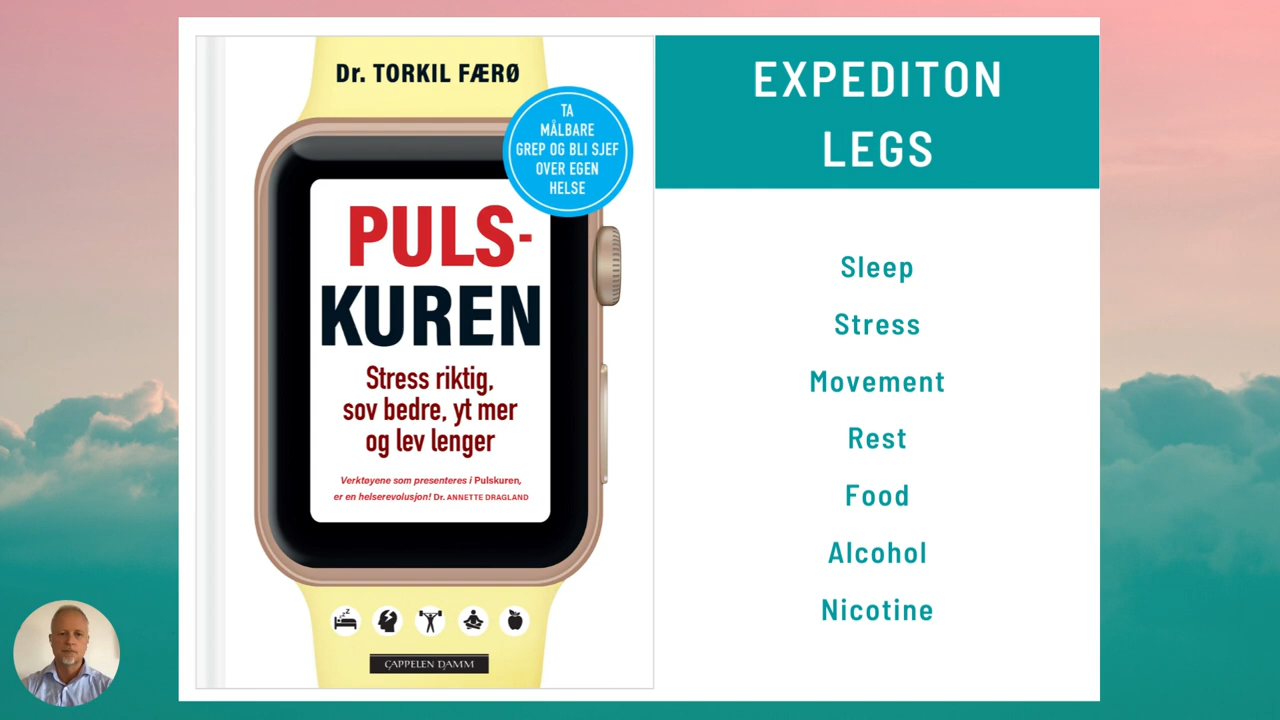 Dr. TORKIL FÆRØ
TA
MÅLBARE
GREP OG BLI SJEF
OVER EGEN
HELSE
PULS-
KUREN
Stress riktig,
sov bedre, yt mer
og lev lenger
Verktøyene som presenteres i Pulskuren,
er en helserevolusjon! Dr. ANNETTE DRAGLAND
CAPPELEN DAMM
EXPEDITON
LEGS
Sleep
Stress
Movement
Rest
Food
Alcohol
Nicotine